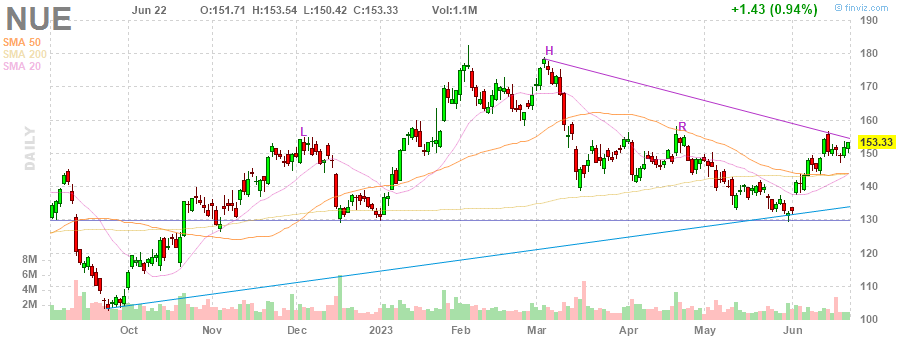 NUE Jun 22 O:151.71 H:153.54 L:150.42 C:153.33 Vol:1.1M +1.43 (0.94%) © finviz.com
190
SMA 50
SMA 200
SMA 20
H
180
170
160
L
R
153.33
150
DAILY
140
130
120
8M
6M
110
4M
2M
100
Oct Nov Dec 2023 Feb Mar Apr May Jun